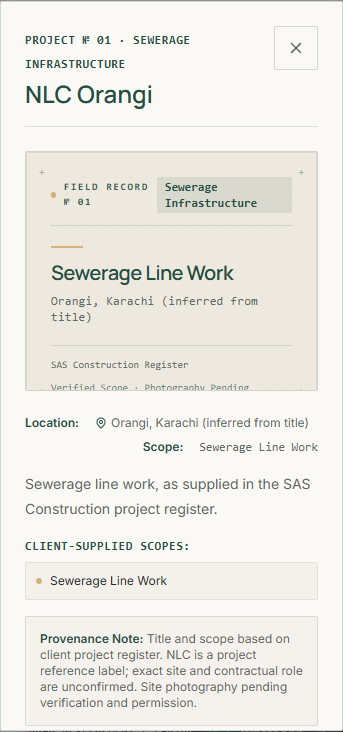 PROJECT № 01 · SEWERAGE
INFRASTRUCTURE
NLC Orangi
FIELD RECORD
№ 01
Sewerage
Infrastructure
Sewerage Line Work
Orangi, Karachi (inferred from
title)
SAS Construction Register
Verified Scope · Photography Pending
Location: Orangi, Karachi (inferred from title)
Scope: Sewerage Line Work
Sewerage line work, as supplied in the SAS
Construction project register.
CLIENT-SUPPLIED SCOPES:
Sewerage Line Work
Provenance Note: Title and scope based on
client project register. NLC is a project
reference label; exact site and contractual role
are unconfirmed. Site photography pending
verification and permission.